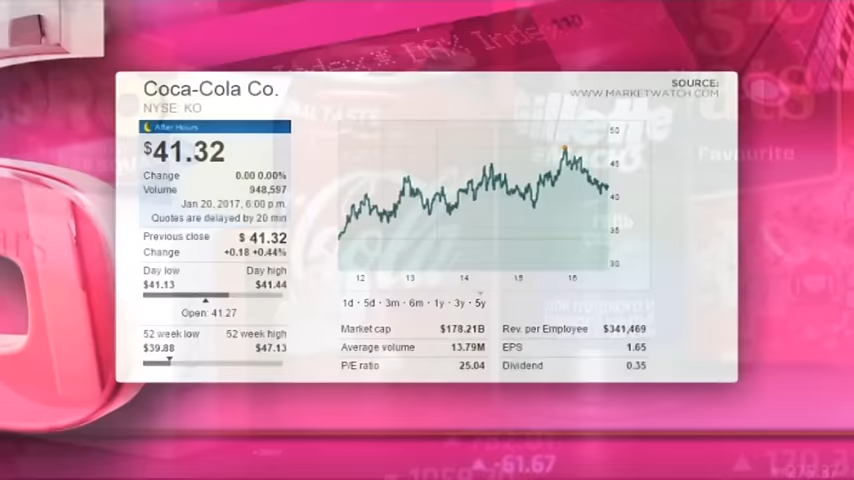 DAX Index
Coca-Cola Co.
NYSE: KO
SOURCE:
WWW.MARKETWATCH.COM
After Hours
$41.32
Change 0.00 0.00%
Volume 948,597
Jan 20, 2017, 6:00 p.m.
Quotes are delayed by 20 min
Previous close $ 41.32
Change +0.18 +0.44%
Day low Day high
$41.13 $41.44
Open: 41.27
52 week low 52 week high
$39.88 $47.13
50
45
40
35
30
12 13 14 15 16
1d · 5d · 3m · 6m · 1y · 3y · 5y
Market cap $178.21B
Average volume 13.79M
P/E ratio 25.04
Rev. per Employee $341,469
EPS 1.65
Dividend 0.35
Gillette
Favourite
-61.67